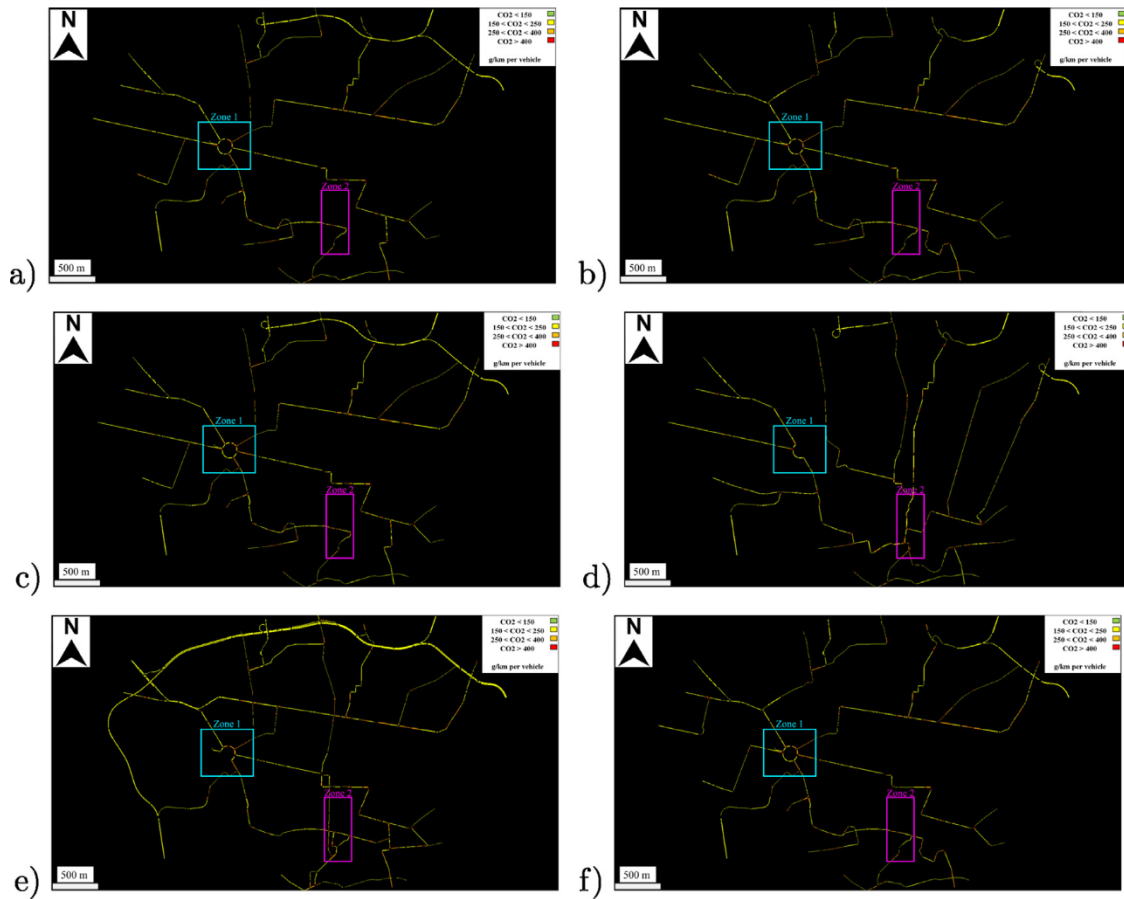 N
CO2 < 150
150 < CO2 < 250
250 < CO2 < 400
CO2 > 400
g/km per vehicle
Zone 1
Zone 2
500 m
a)
N
CO2 < 150
150 < CO2 < 250
250 < CO2 < 400
CO2 > 400
g/km per vehicle
Zone 1
Zone 2
500 m
b)
N
CO2 < 150
150 < CO2 < 250
250 < CO2 < 400
CO2 > 400
g/km per vehicle
Zone 1
Zone 2
500 m
c)
N
CO2 < 150
150 < CO2 < 250
250 < CO2 < 400
CO2 > 400
g/km per vehicle
Zone 1
Zone 2
500 m
d)
N
CO2 < 150
150 < CO2 < 250
250 < CO2 < 400
CO2 > 400
g/km per vehicle
Zone 1
Zone 2
500 m
e)
N
CO2 < 150
150 < CO2 < 250
250 < CO2 < 400
CO2 > 400
g/km per vehicle
Zone 1
Zone 2
500 m
f)